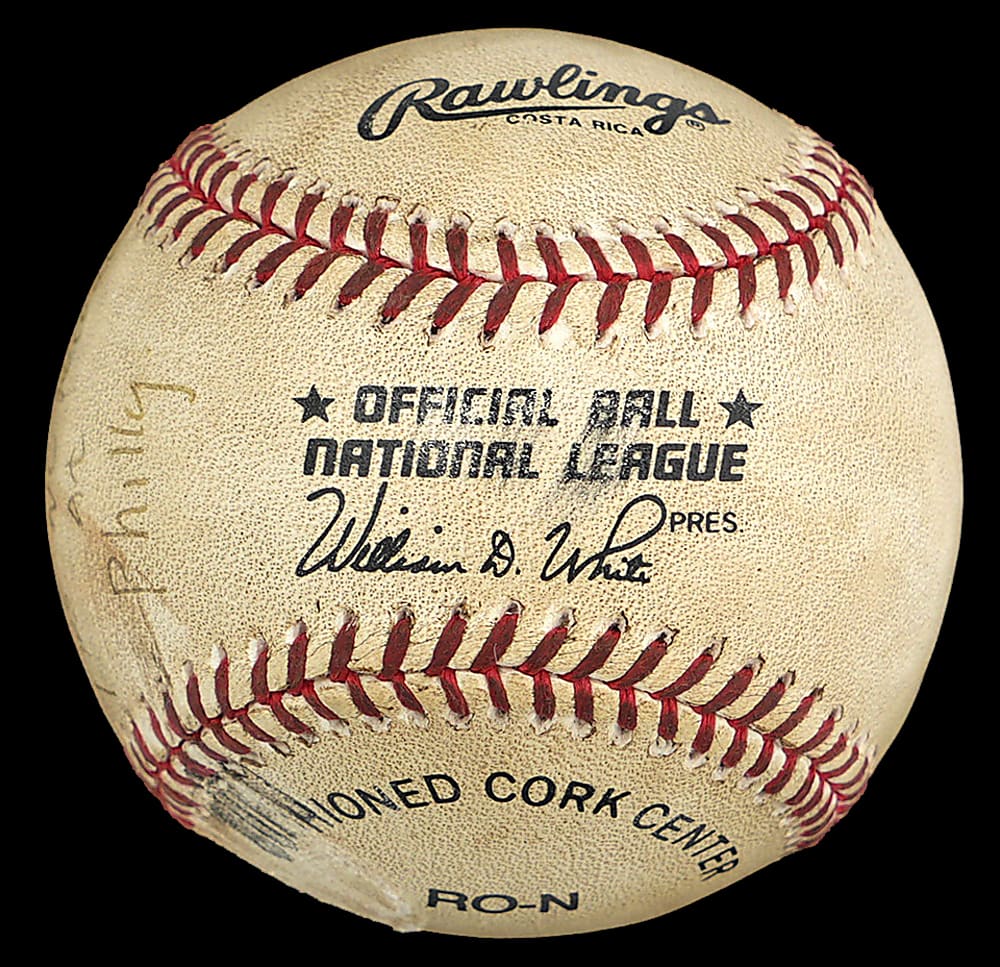 Rawlings ®
COSTA RICA
★ OFFICIAL BALL ★
NATIONAL LEAGUE
William D. White PRES.
Philly
HIONED CORK CENTER
RO-N